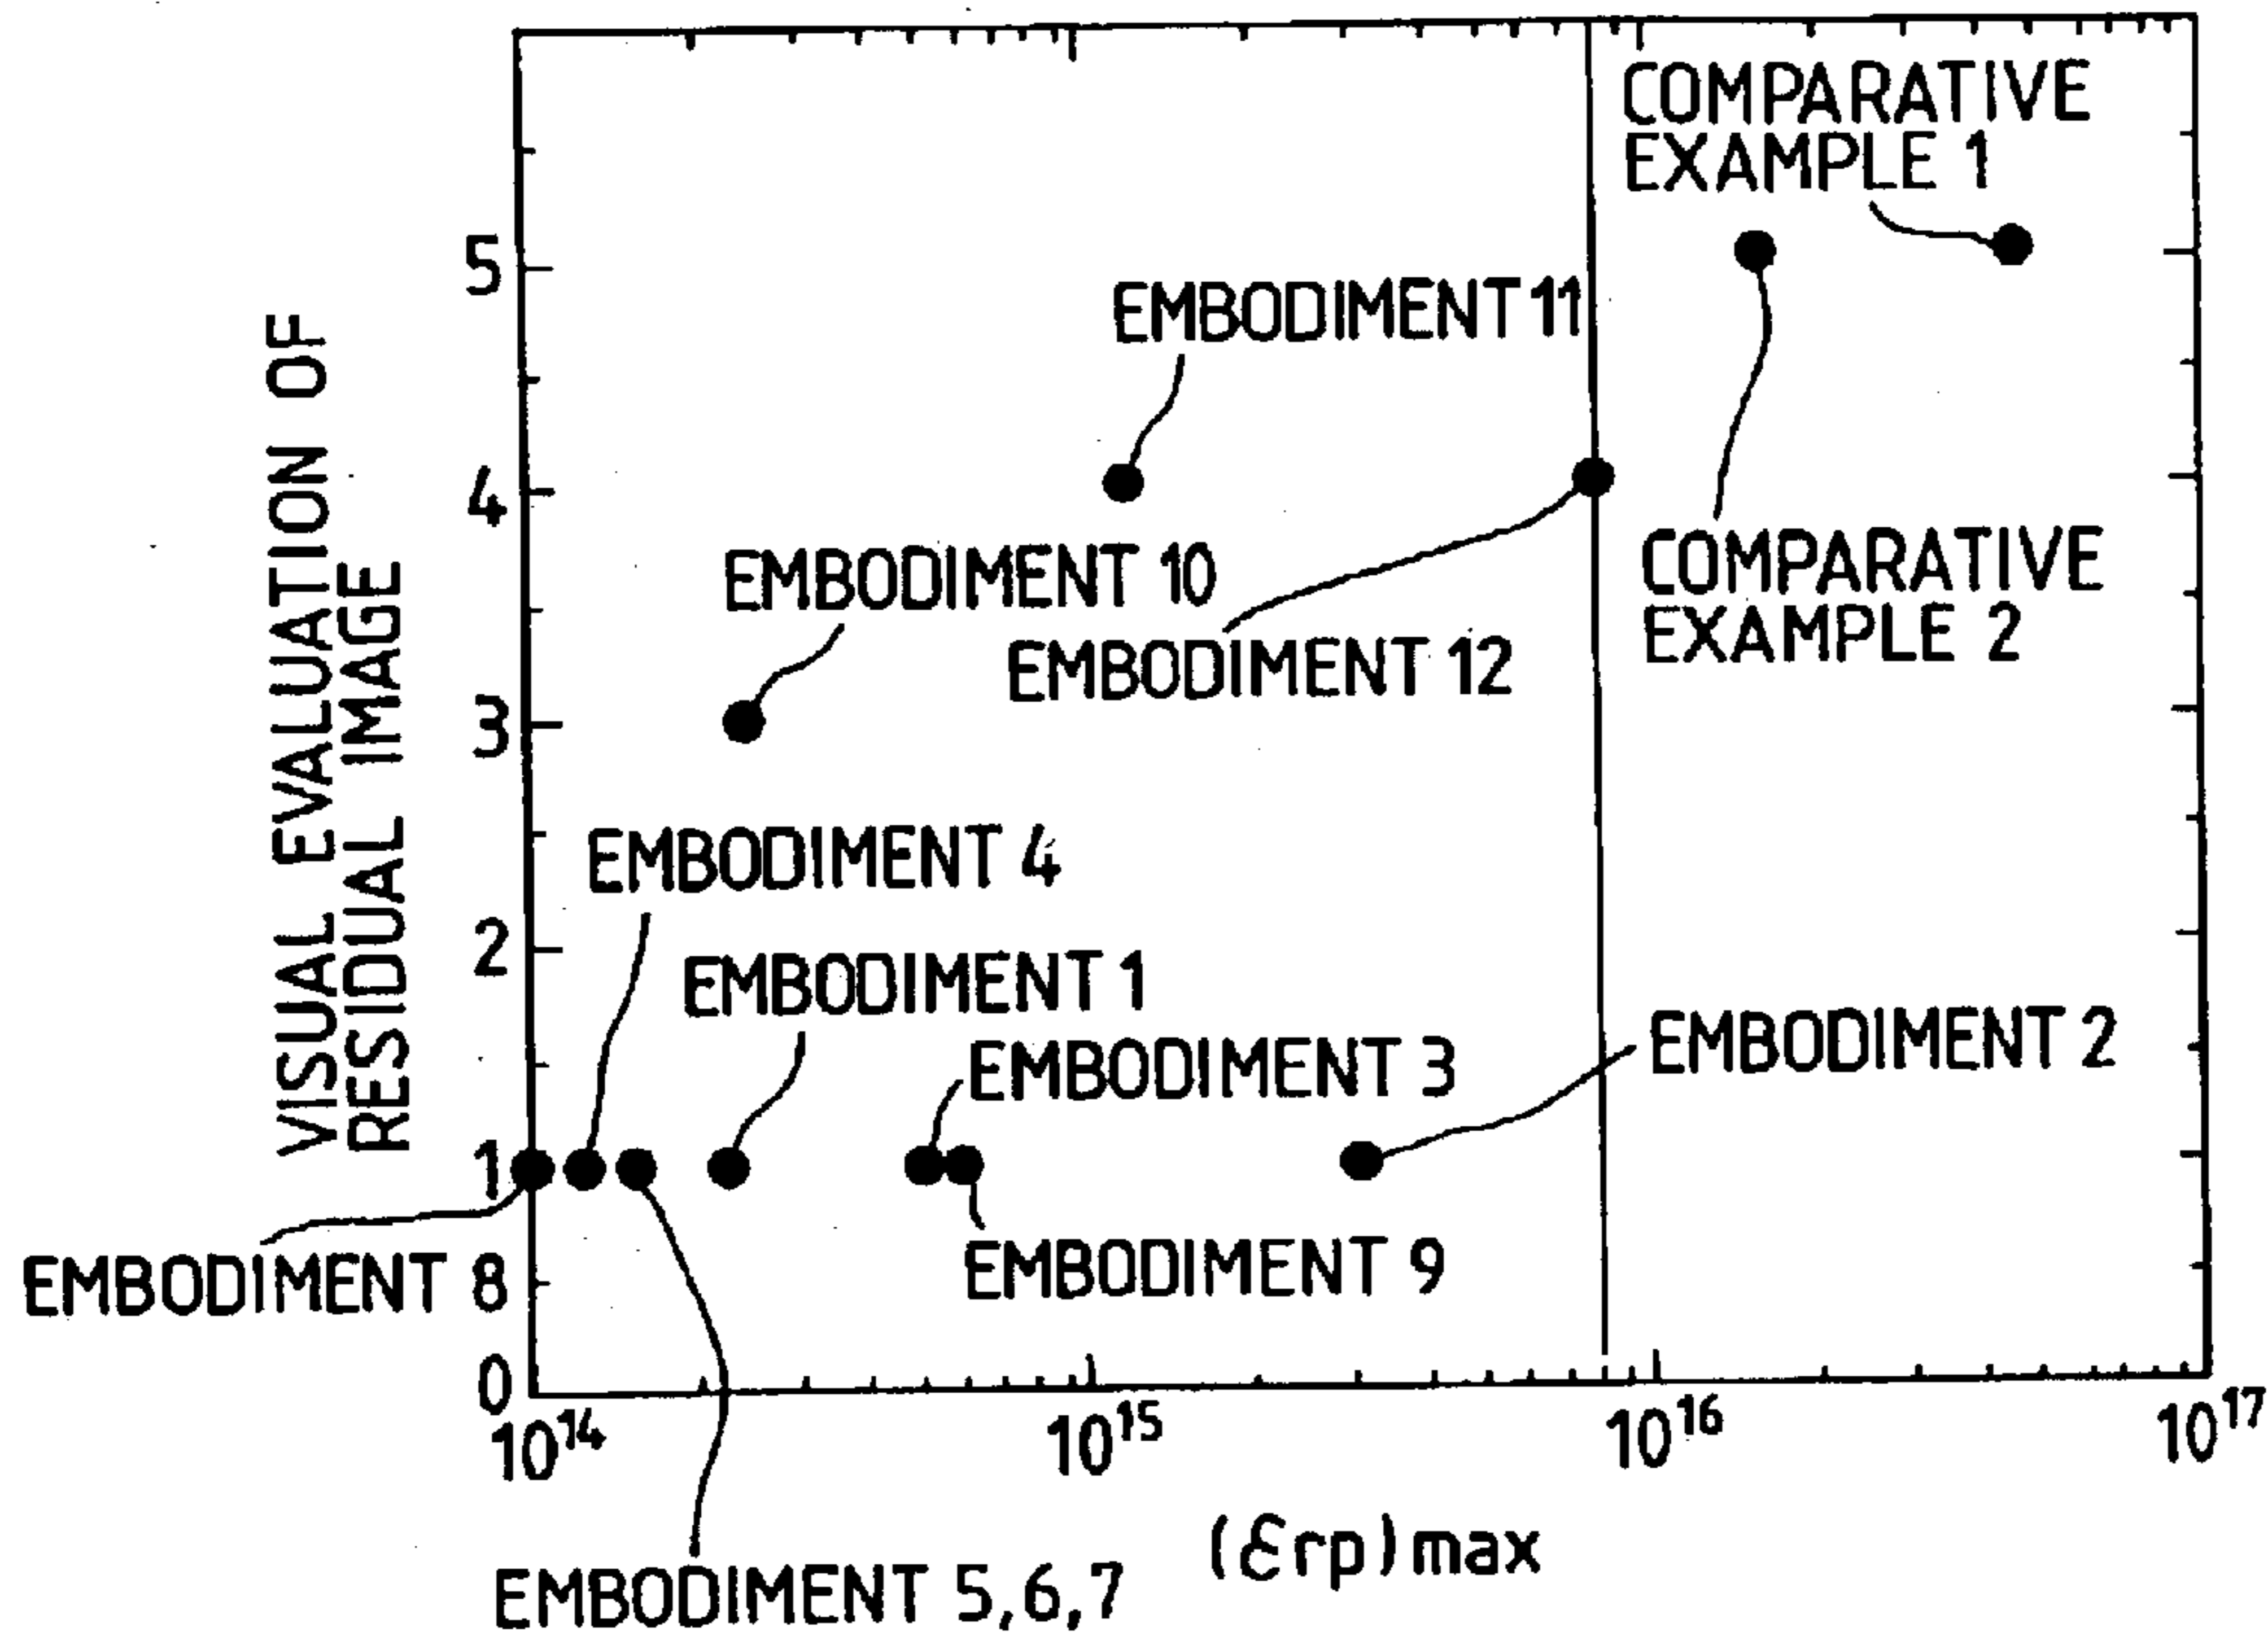 COMPARATIVE
EXAMPLE 1
5
EMBODIMENT 11
VISUAL EVALUATION OF
RESIDUAL IMAGE
4
EMBODIMENT 10
COMPARATIVE
EXAMPLE 2
EMBODIMENT 12
3
EMBODIMENT 4
2
EMBODIMENT 1
EMBODIMENT 3
EMBODIMENT 2
1
EMBODIMENT 8
EMBODIMENT 9
0
10¹⁴ 10¹⁵ 10¹⁶ 10¹⁷
(εrp)max
EMBODIMENT 5,6,7